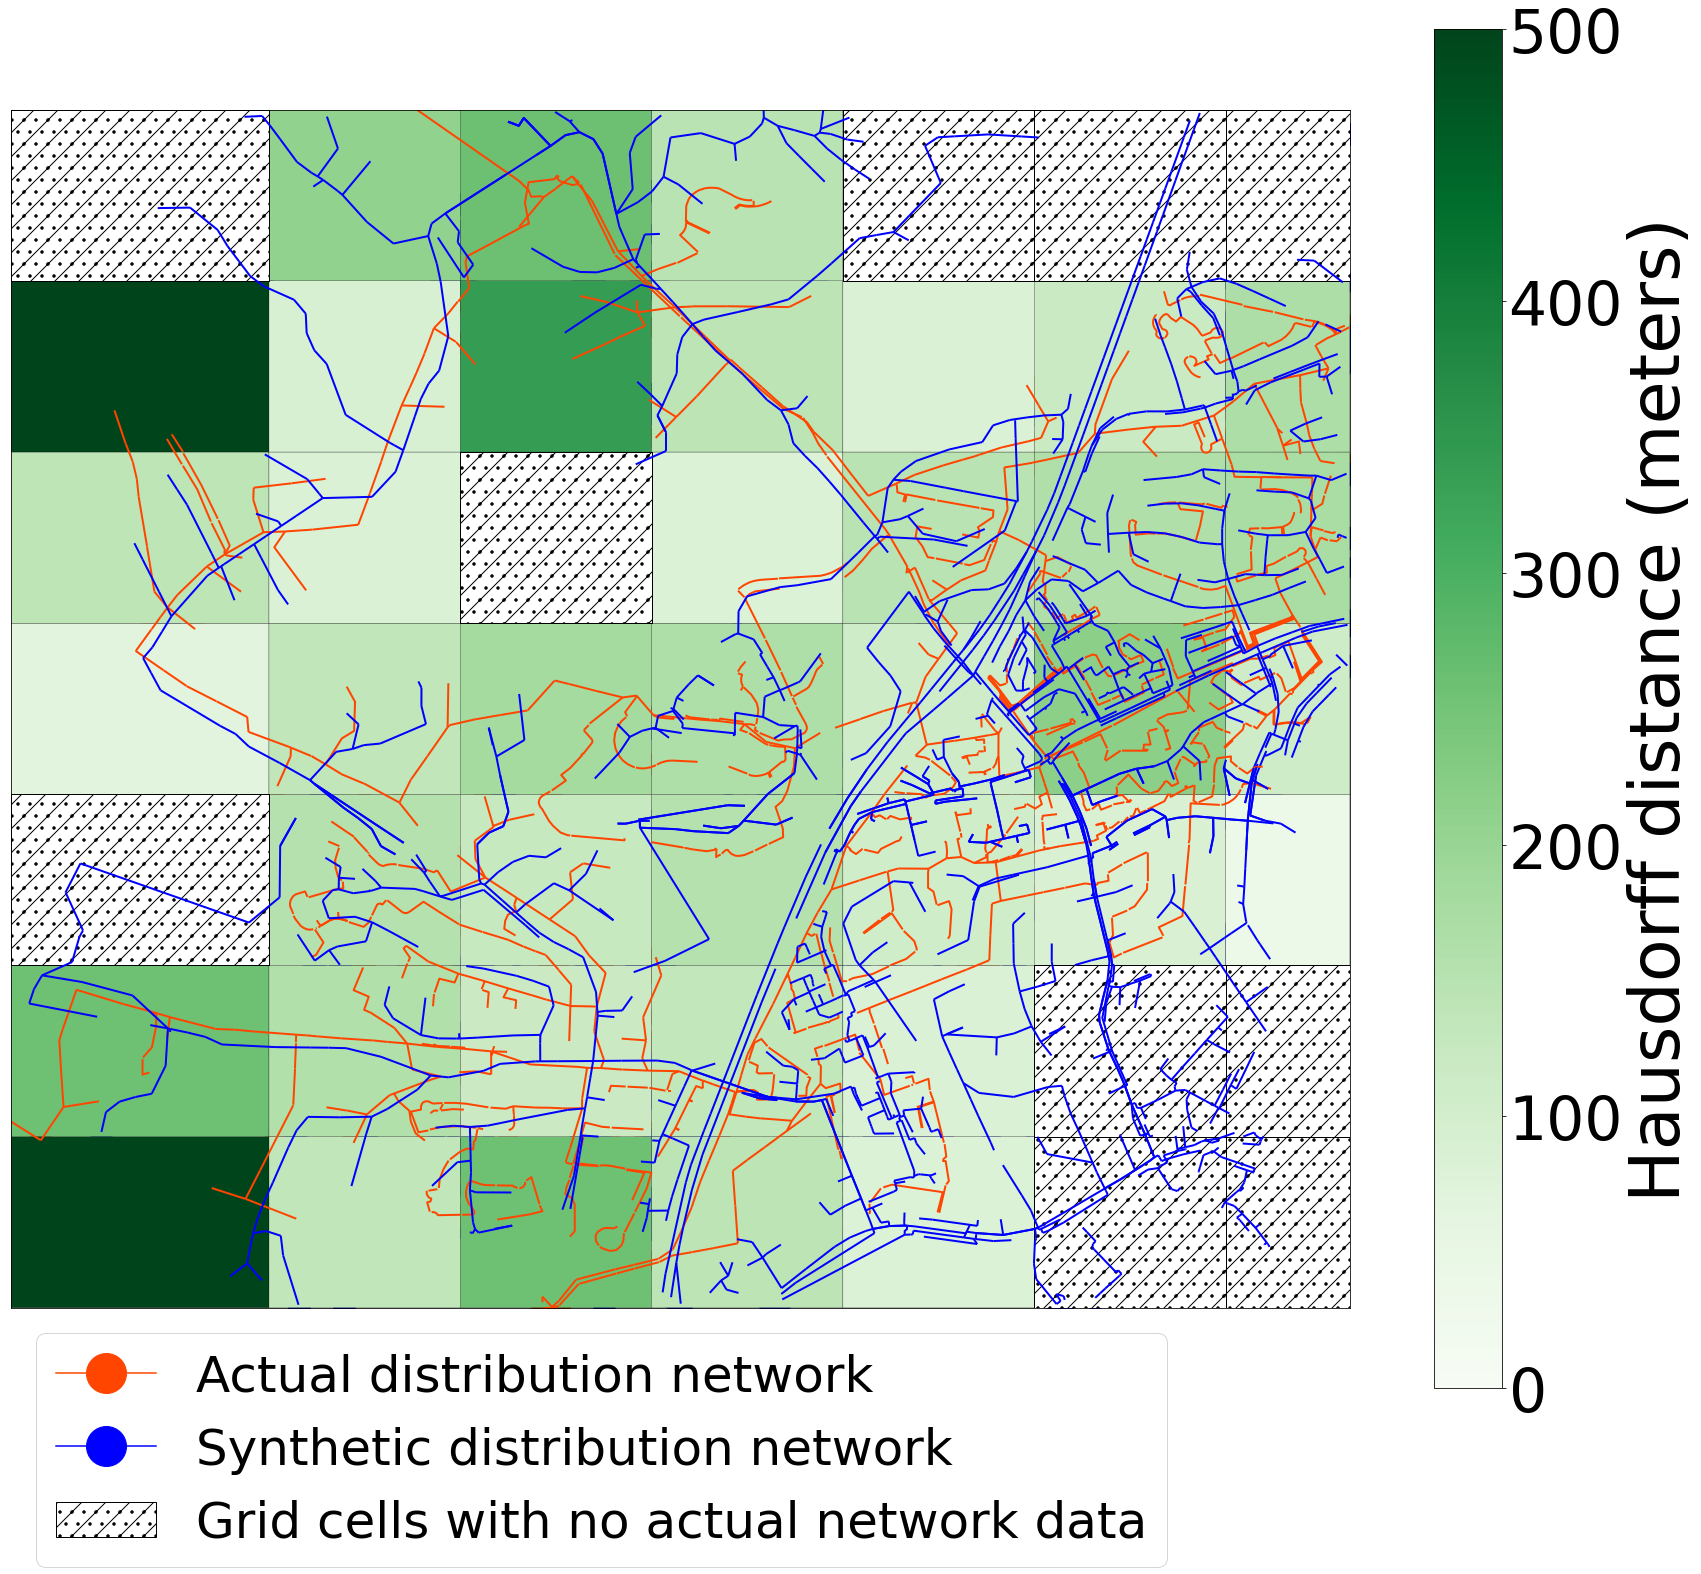 500
400
300
200
100
0
Hausdorff distance (meters)
Actual distribution network
Synthetic distribution network
Grid cells with no actual network data